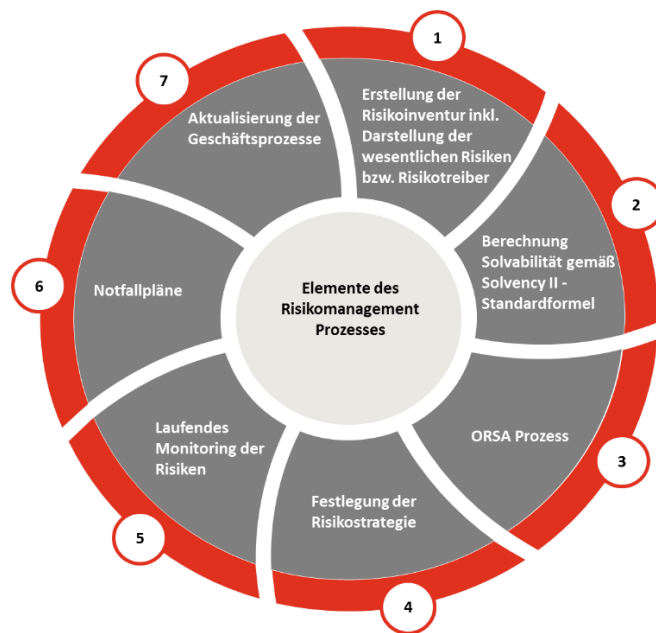 1
Erstellung der
Risikoinventur inkl.
Darstellung der
wesentlichen Risiken
bzw. Risikotreiber
2
Berechnung
Solvabilität gemäß
Solvency II -
Standardformel
3
ORSA Prozess
4
Festlegung der
Risikostrategie
5
Laufendes
Monitoring der
Risiken
6
Notfallpläne
7
Aktualisierung der
Geschäftsprozesse
Elemente des
Risikomanagement
Prozesses